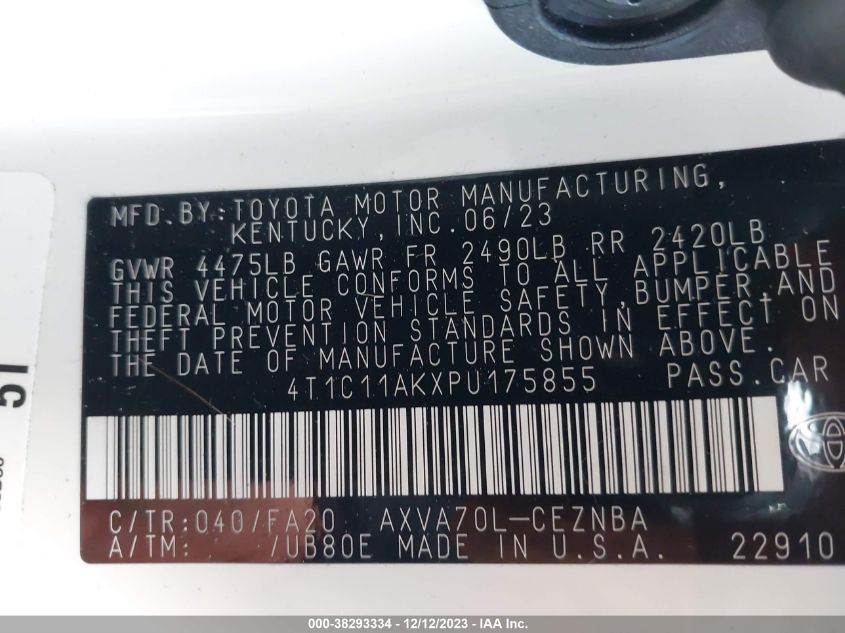 MFD.BY:TOYOTA MOTOR MANUFACTURING,
KENTUCKY,INC.06/23
GVWR 4475LB GAWR FR 2490LB RR 2420LB
THIS VEHICLE CONFORMS TO ALL APPLICABLE
FEDERAL MOTOR VEHICLE SAFETY,BUMPER,AND
THEFT PREVENTION STANDARDS IN EFFECT ON
THE DATE OF MANUFACTURE SHOWN ABOVE.
4T1C11AKXPU175855 PASS.CAR
C/TR:040/FA20 AXVA70L-CEZNBA
A/TM: /UB80E MADE IN U.S.A. 22910
LC
000-38293334 - 12/12/2023 - IAA Inc.